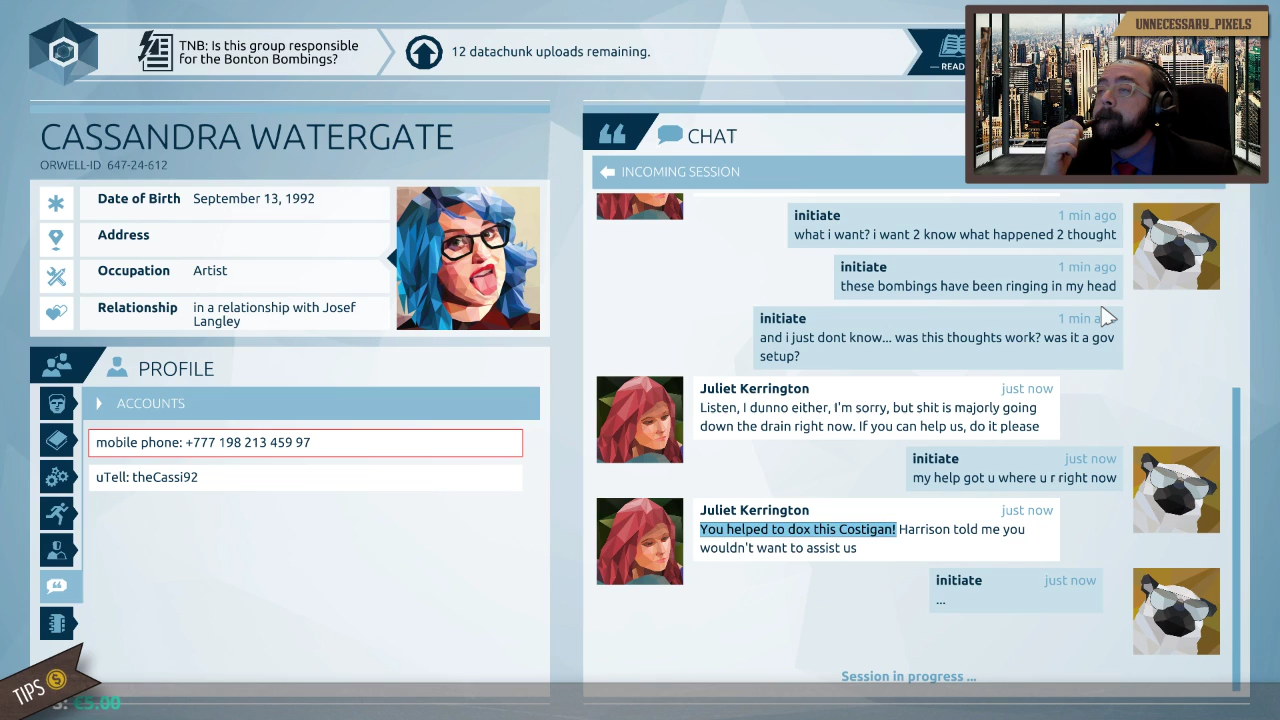 TNB: Is this group responsible
for the Bonton Bombings?
12 datachunk uploads remaining.
— READ
UNNECESSARY_PIXELS
CASSANDRA WATERGATE
ORWELL-ID 647-24-612
Date of Birth September 13, 1992
Address
Occupation Artist
Relationship in a relationship with Josef
Langley
PROFILE
ACCOUNTS
mobile phone: +777 198 213 459 97
uTell: theCassi92
CHAT
INCOMING SESSION
initiate 1 min ago
what i want? i want 2 know what happened 2 thought
initiate 1 min ago
these bombings have been ringing in my head
initiate 1 min a
and i just dont know... was this thoughts work? was it a gov
setup?
Juliet Kerrington just now
Listen, I dunno either, I'm sorry, but shit is majorly going
down the drain right now. If you can help us, do it please
initiate just now
my help got u where u r right now
Juliet Kerrington just now
You helped to dox this Costigan! Harrison told me you
wouldn't want to assist us
initiate just now
...
Session in progress ...
TIPS
€5.00